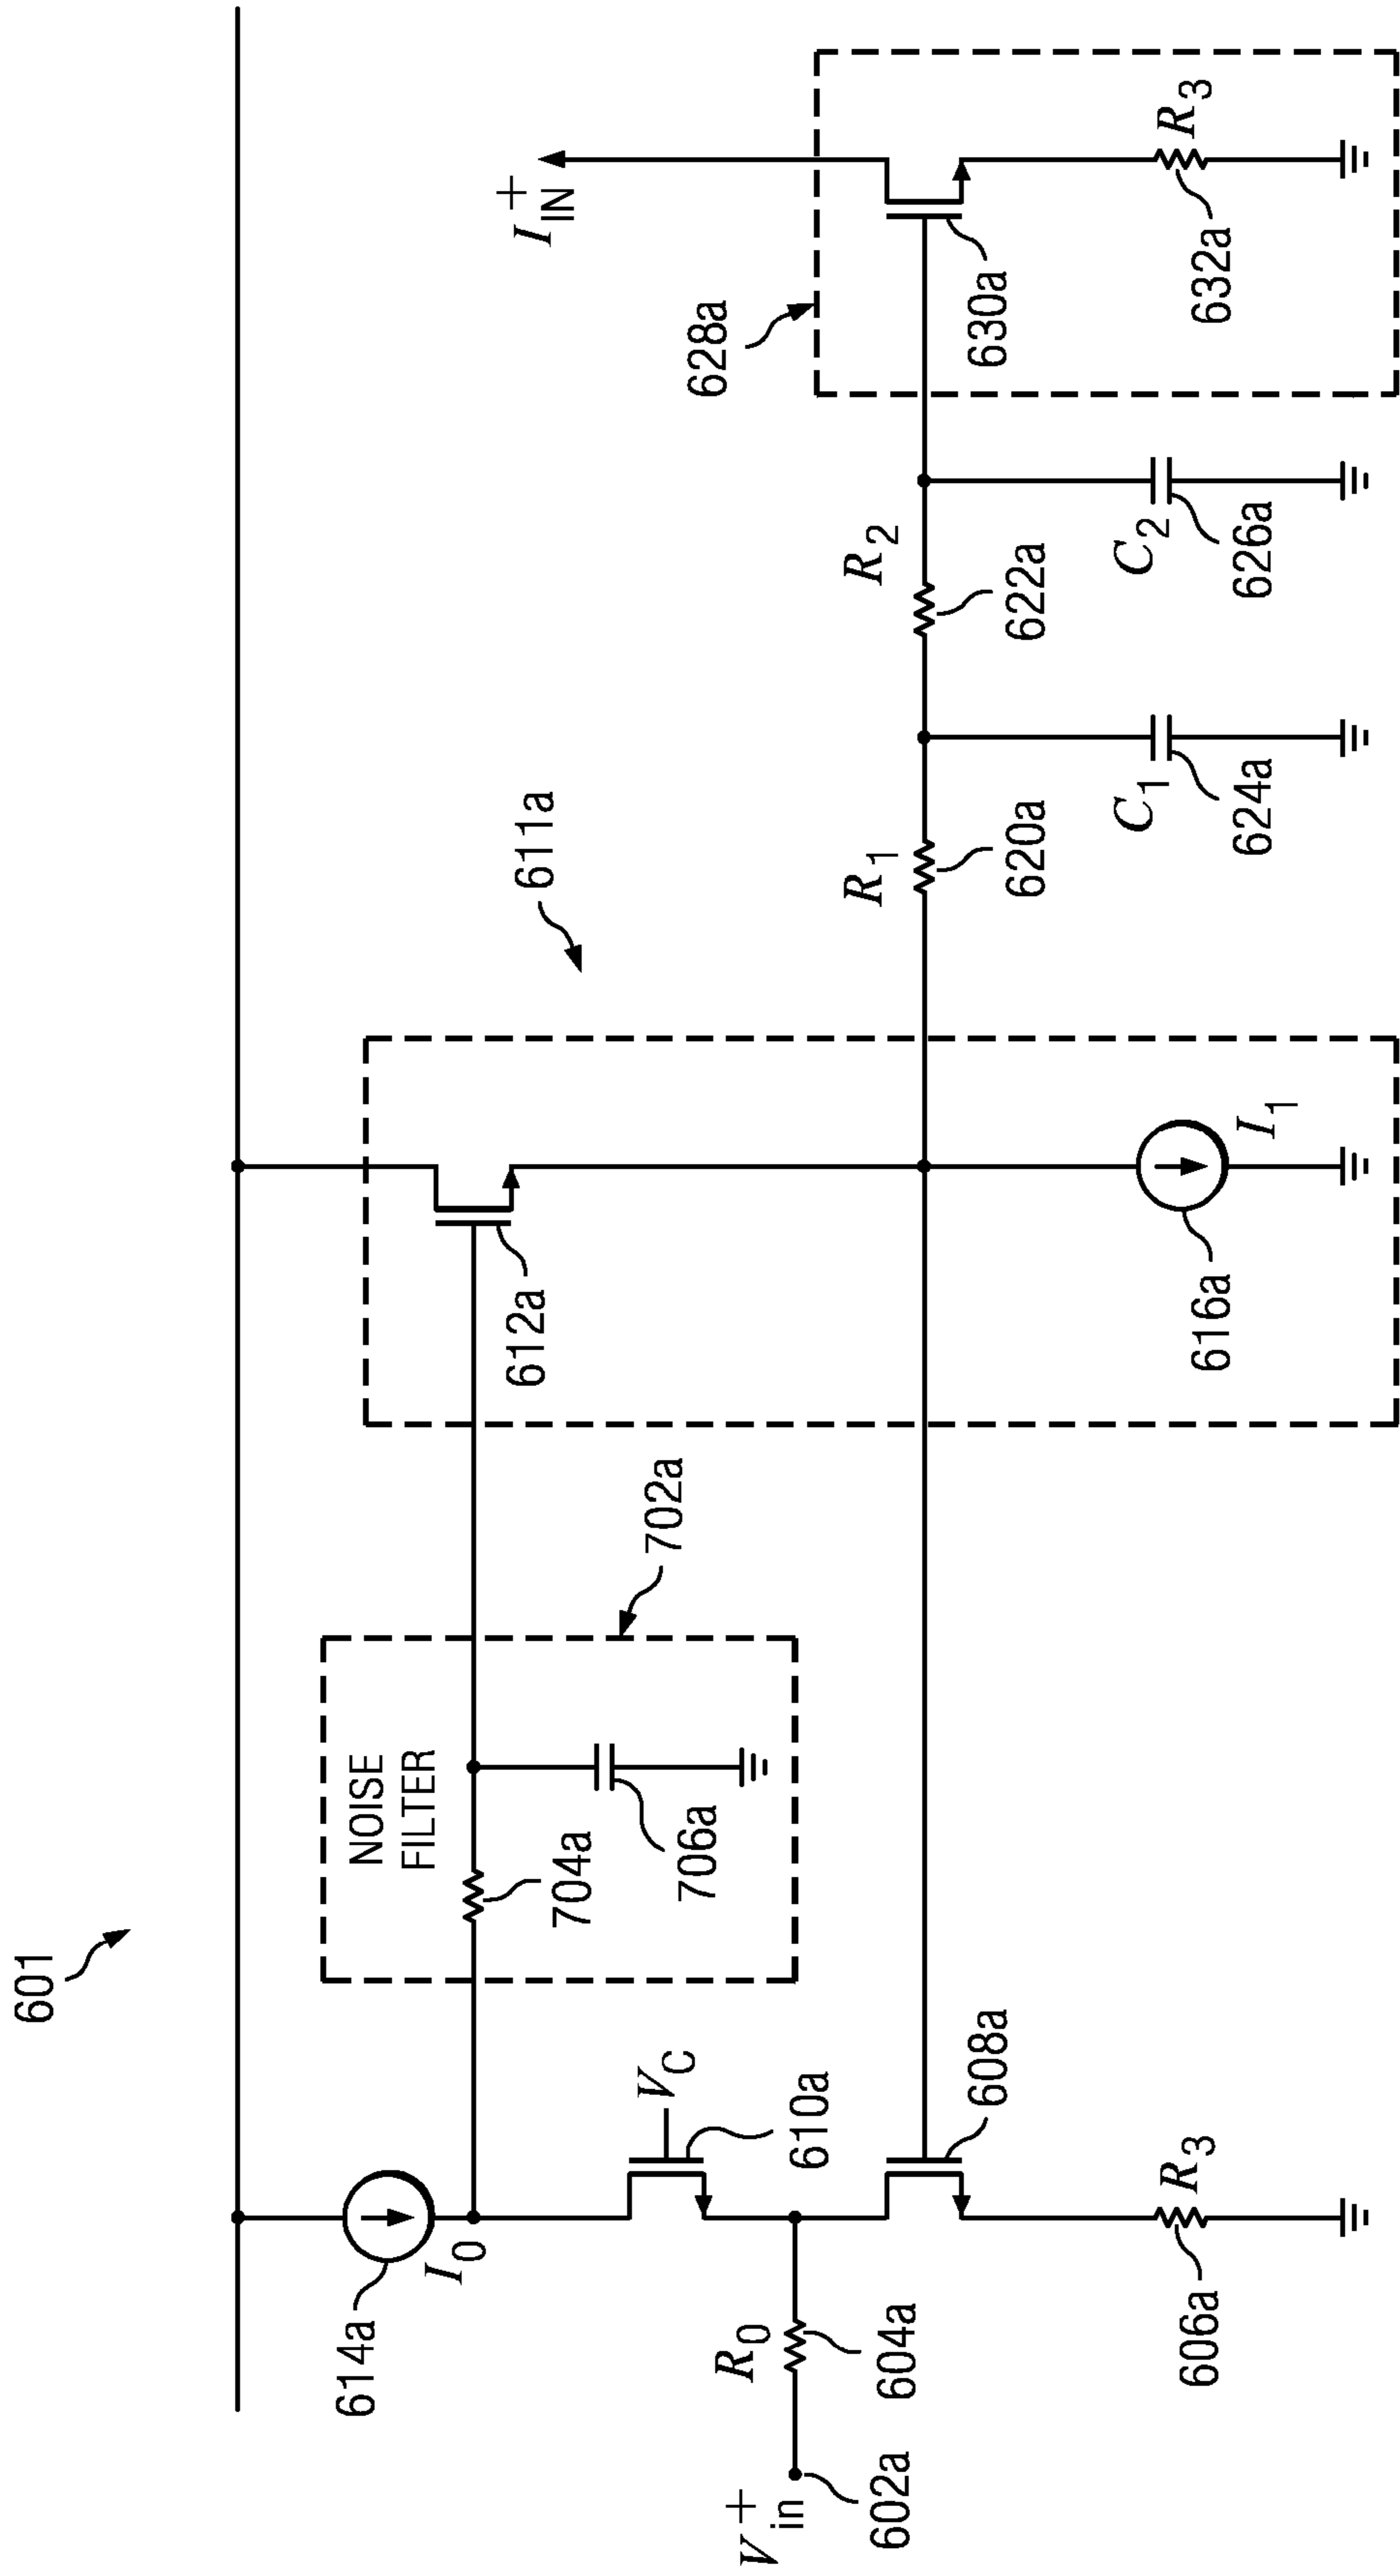 601
614a
I0
NOISE
FILTER
704a
706a
702a
612a
611a
I+IN
628a
VC
610a
R0
604a
V+in
602a
608a
R3
606a
616a
I1
R1
620a
R2
622a
C1
624a
C2
626a
630a
R3
632a